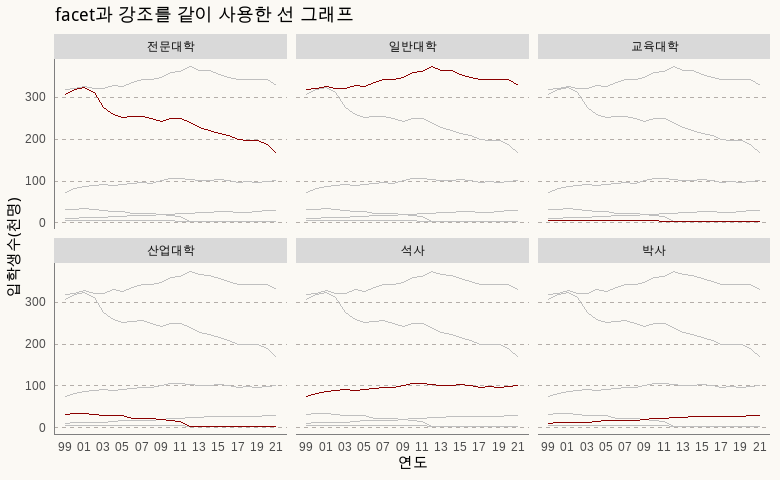 facet과 강조를 같이 사용한 선 그래프
전문대학 일반대학 교육대학
300
200
100
0
입학생수(천명)
산업대학 석사 박사
300
200
100
0
99 01 03 05 07 09 11 13 15 17 19 21 99 01 03 05 07 09 11 13 15 17 19 21 99 01 03 05 07 09 11 13 15 17 19 21
연도